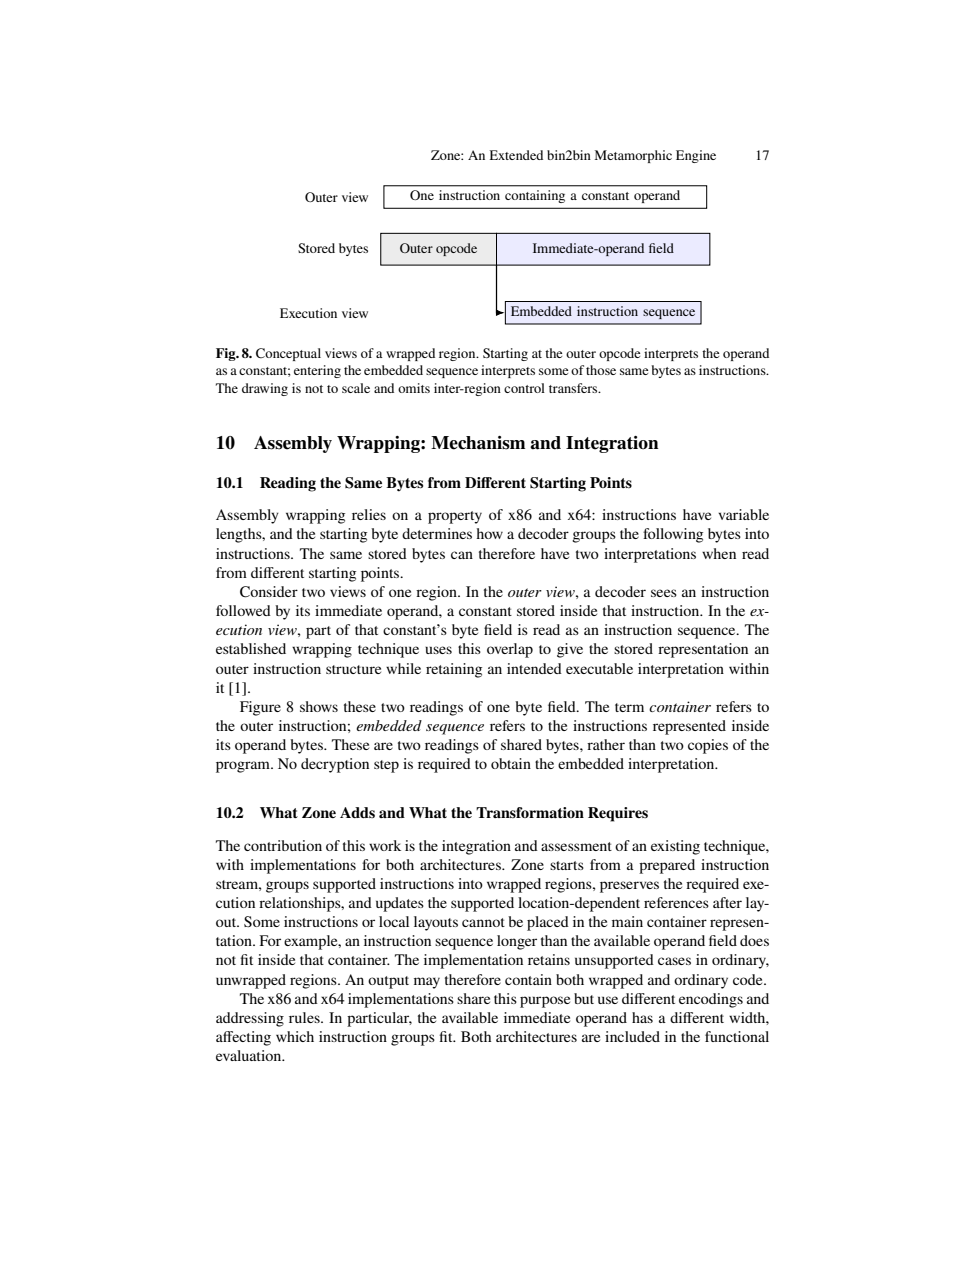 Zone: An Extended bin2bin Metamorphic Engine 17
Outer view One instruction containing a constant operand
Stored bytes Outer opcode Immediate-operand field
Execution view Embedded instruction sequence
Fig. 8. Conceptual views of a wrapped region. Starting at the outer opcode interprets the operand
as a constant; entering the embedded sequence interprets some of those same bytes as instructions.
The drawing is not to scale and omits inter-region control transfers.
10 Assembly Wrapping: Mechanism and Integration
10.1 Reading the Same Bytes from Different Starting Points
Assembly wrapping relies on a property of x86 and x64: instructions have variable
lengths, and the starting byte determines how a decoder groups the following bytes into
instructions. The same stored bytes can therefore have two interpretations when read
from different starting points.
Consider two views of one region. In the outer view, a decoder sees an instruction
followed by its immediate operand, a constant stored inside that instruction. In the ex-
ecution view, part of that constant's byte field is read as an instruction sequence. The
established wrapping technique uses this overlap to give the stored representation an
outer instruction structure while retaining an intended executable interpretation within
it [1].
Figure 8 shows these two readings of one byte field. The term container refers to
the outer instruction; embedded sequence refers to the instructions represented inside
its operand bytes. These are two readings of shared bytes, rather than two copies of the
program. No decryption step is required to obtain the embedded interpretation.
10.2 What Zone Adds and What the Transformation Requires
The contribution of this work is the integration and assessment of an existing technique,
with implementations for both architectures. Zone starts from a prepared instruction
stream, groups supported instructions into wrapped regions, preserves the required exe-
cution relationships, and updates the supported location-dependent references after lay-
out. Some instructions or local layouts cannot be placed in the main container represen-
tation. For example, an instruction sequence longer than the available operand field does
not fit inside that container. The implementation retains unsupported cases in ordinary,
unwrapped regions. An output may therefore contain both wrapped and ordinary code.
The x86 and x64 implementations share this purpose but use different encodings and
addressing rules. In particular, the available immediate operand has a different width,
affecting which instruction groups fit. Both architectures are included in the functional
evaluation.